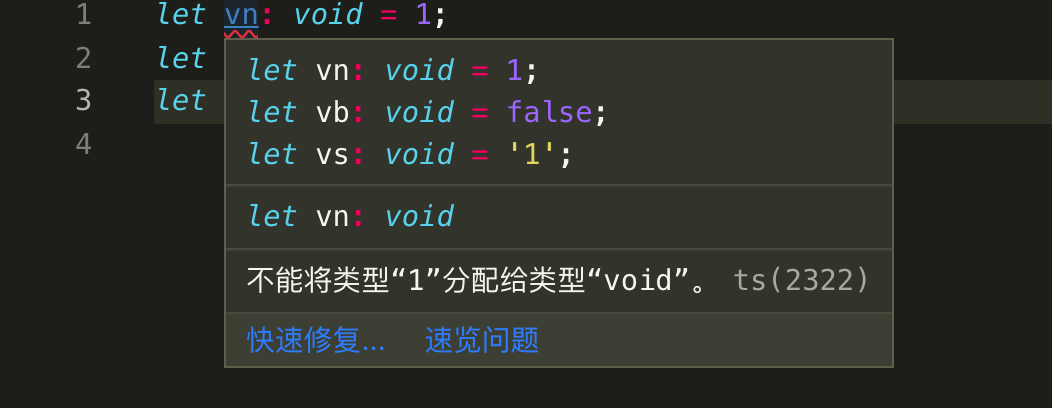 1 let vn: void = 1;
2 let
3 let
4
let vn: void = 1;
let vb: void = false;
let vs: void = '1';
let vn: void
不能将类型“1”分配给类型“void”。 ts(2322)
快速修复... 速览问题